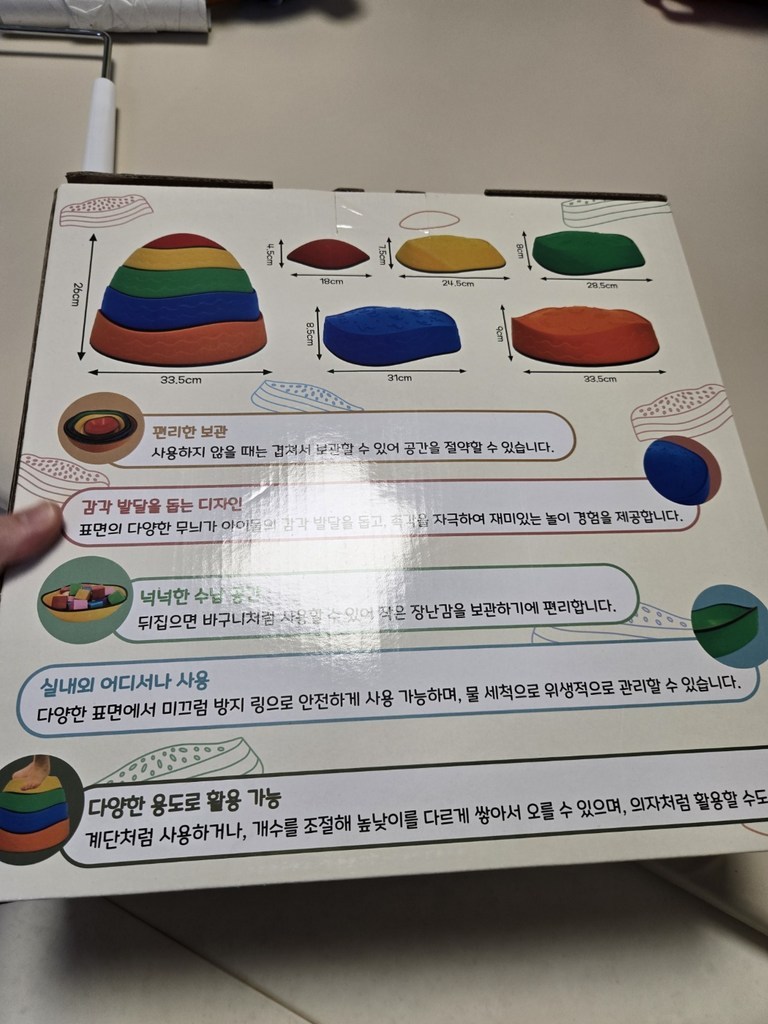 26cm
33.5cm
4.5cm
18cm
7.5cm
24.5cm
8cm
28.5cm
8.5cm
31cm
9cm
33.5cm
편리한 보관
사용하지 않을 때는 겹쳐서 보관할 수 있어 공간을 절약할 수 있습니다.
감각 발달을 돕는 디자인
표면의 다양한 무늬가 아이들의 감각 발달을 돕고, 촉각을 자극하여 재미있는 놀이 경험을 제공합니다.
넉넉한 수납 공간
뒤집으면 바구니처럼 사용할 수 있어 작은 장난감을 보관하기에 편리합니다.
실내외 어디서나 사용
다양한 표면에서 미끄럼 방지 링으로 안전하게 사용 가능하며, 물 세척으로 위생적으로 관리할 수 있습니다.
다양한 용도로 활용 가능
계단처럼 사용하거나, 개수를 조절해 높낮이를 다르게 쌓아서 오를 수 있으며, 의자처럼 활용할 수도